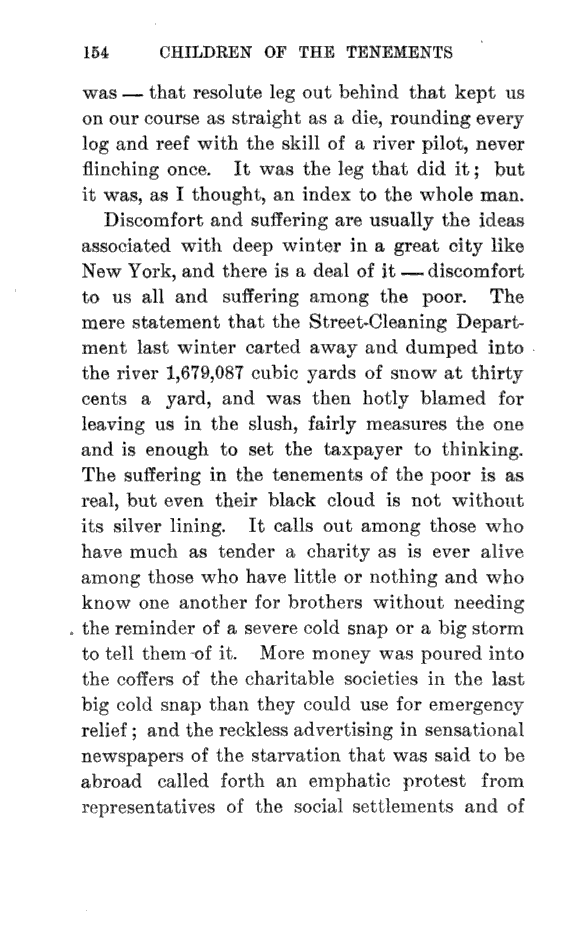 154 CHILDREN OF THE TENEMENTS
was — that resolute leg out behind that kept us
on our course as straight as a die, rounding every
log and reef with the skill of a river pilot, never
flinching once. It was the leg that did it; but
it was, as I thought, an index to the whole man.
Discomfort and suffering are usually the ideas
associated with deep winter in a great city like
New York, and there is a deal of it — discomfort
to us all and suffering among the poor. The
mere statement that the Street-Cleaning Depart-
ment last winter carted away and dumped into
the river 1,679,087 cubic yards of snow at thirty
cents a yard, and was then hotly blamed for
leaving us in the slush, fairly measures the one
and is enough to set the taxpayer to thinking.
The suffering in the tenements of the poor is as
real, but even their black cloud is not without
its silver lining. It calls out among those who
have much as tender a charity as is ever alive
among those who have little or nothing and who
know one another for brothers without needing
the reminder of a severe cold snap or a big storm
to tell them of it. More money was poured into
the coffers of the charitable societies in the last
big cold snap than they could use for emergency
relief; and the reckless advertising in sensational
newspapers of the starvation that was said to be
abroad called forth an emphatic protest from
representatives of the social settlements and of